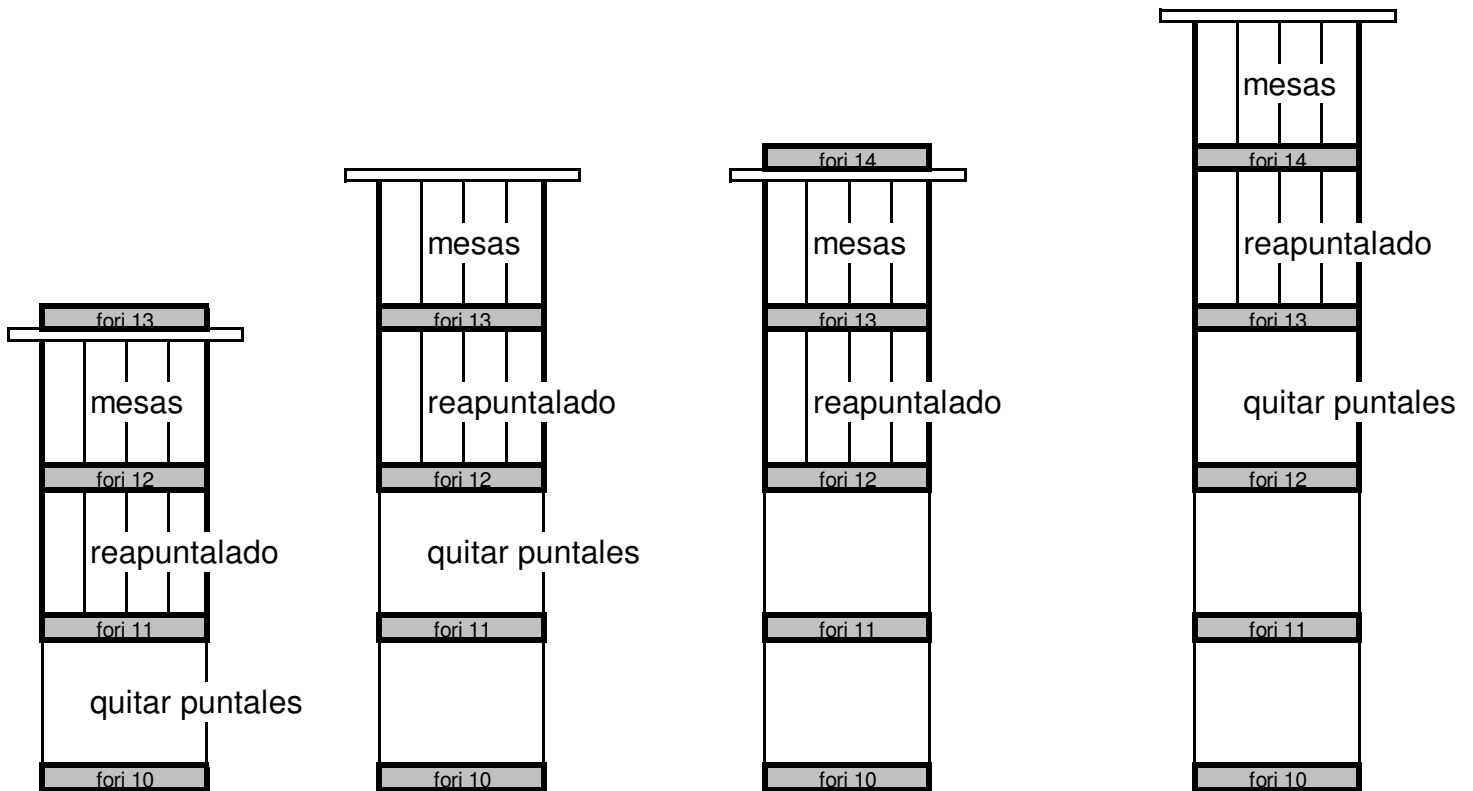 fori 13
mesas
fori 12
reapuntalado
fori 11
quitar puntales
fori 10
mesas
fori 13
reapuntalado
fori 12
quitar puntales
fori 11
fori 10
fori 14
mesas
fori 13
reapuntalado
fori 12
fori 11
fori 10
mesas
fori 14
reapuntalado
fori 13
quitar puntales
fori 12
fori 11
fori 10